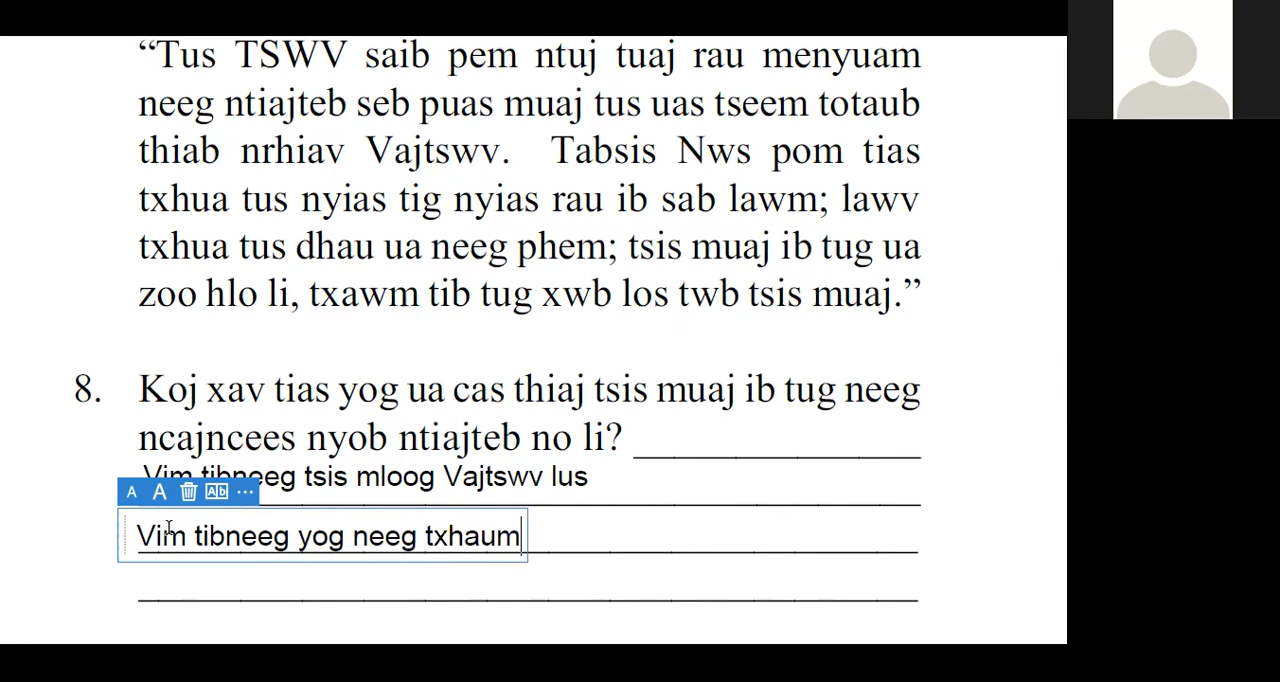 “Tus TSWV saib pem ntuj tuaj rau menyuam
neeg ntiajteb seb puas muaj tus uas tseem totaub
thiab nrhiav Vajtswv. Tabsis Nws pom tias
txhua tus nyias tig nyias rau ib sab lawm; lawv
txhua tus dhau ua neeg phem; tsis muaj ib tug ua
zoo hlo li, txawm tib tug xwb los twb tsis muaj.”
8. Koj xav tias yog ua cas thiaj tsis muaj ib tug neeg
ncajncees nyob ntiajteb no li?
Vim tibneeg tsis mloog Vajtswv lus
A A Ab ...
Vim tibneeg yog neeg txhaum